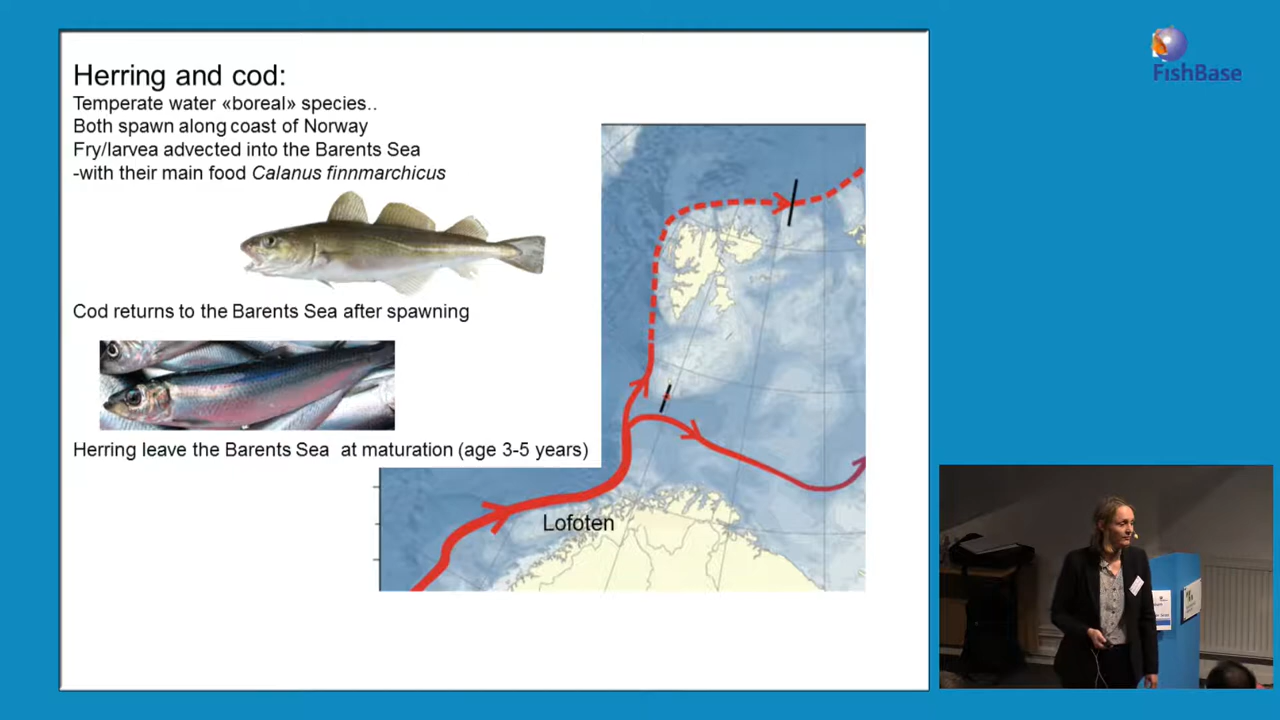 Herring and cod:
Temperate water «boreal» species..
Both spawn along coast of Norway
Fry/larvea advected into the Barents Sea
-with their main food Calanus finnmarchicus
Cod returns to the Barents Sea after spawning
Herring leave the Barents Sea at maturation (age 3-5 years)
Lofoten
FishBase